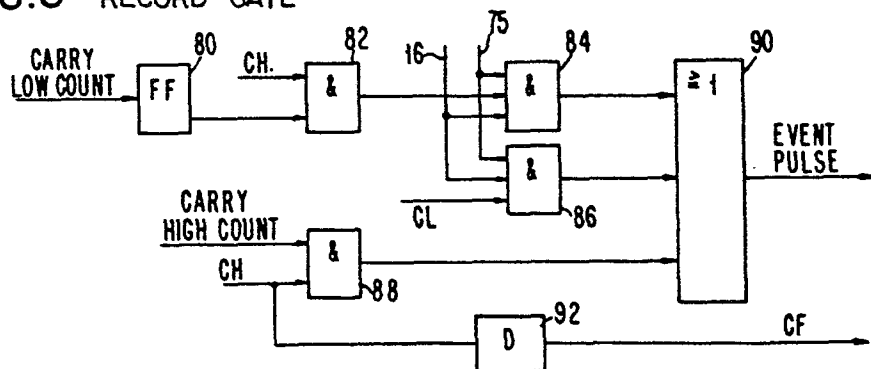 RECORD GATE
CARRY
LOW COUNT
80
FF
CH.
82
&
16
75
84
&
90
≥ 1
EVENT
PULSE
&
86
CL
CARRY
HIGH COUNT
CH
&
88
92
D
CF